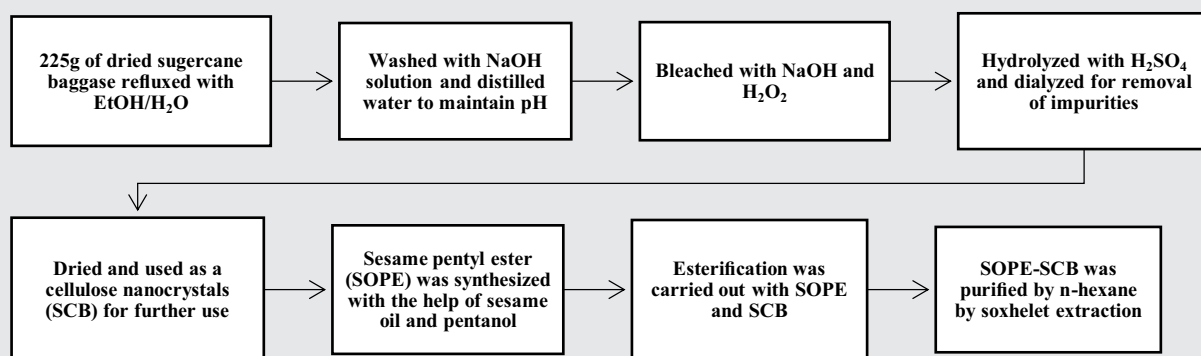 225g of dried sugercane
baggase refluxed with
EtOH/H₂O
Washed with NaOH
solution and distilled
water to maintain pH
Bleached with NaOH and
H₂O₂
Hydrolyzed with H₂SO₄
and dialyzed for removal
of impurities
Dried and used as a
cellulose nanocrystals
(SCB) for further use
Sesame pentyl ester
(SOPE) was synthesized
with the help of sesame
oil and pentanol
Esterification was
carried out with SOPE
and SCB
SOPE-SCB was
purified by n-hexane
by soxhelet extraction